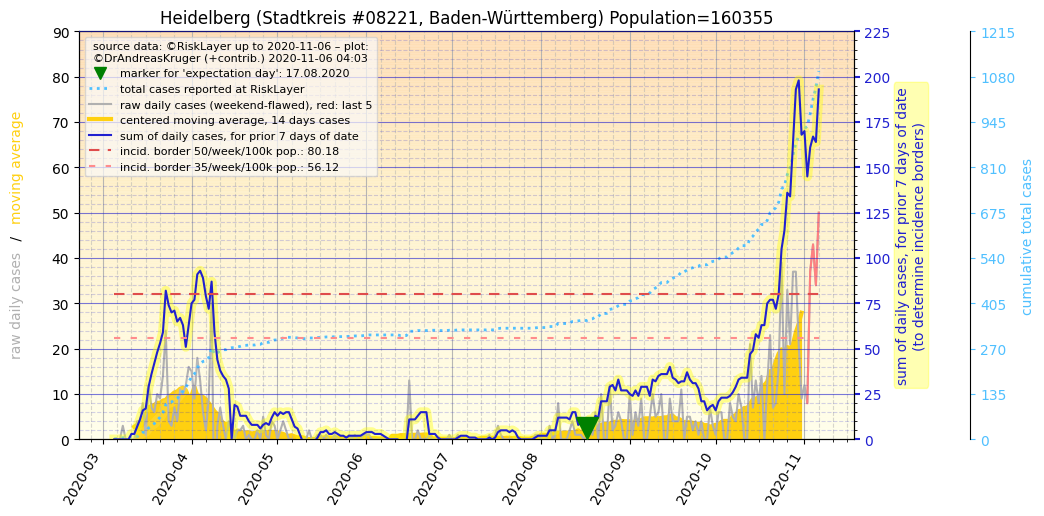 Heidelberg (Stadtkreis #08221, Baden-Württemberg) Population=160355
source data: ©RiskLayer up to 2020-11-06 – plot:
©DrAndreasKruger (+contrib.) 2020-11-06 04:03
marker for 'expectation day': 17.08.2020
total cases reported at RiskLayer
raw daily cases (weekend-flawed), red: last 5
centered moving average, 14 days cases
sum of daily cases, for prior 7 days of date
incid. border 50/week/100k pop.: 80.18
incid. border 35/week/100k pop.: 56.12
raw daily cases / moving average
90
80
70
60
50
40
30
20
10
0
2020-03
2020-04
2020-05
2020-06
2020-07
2020-08
2020-09
2020-10
2020-11
225
200
175
150
125
100
75
50
25
0
sum of daily cases, for prior 7 days of date
(to determine incidence borders)
1215
1080
945
810
675
540
405
270
135
0
cumulative total cases